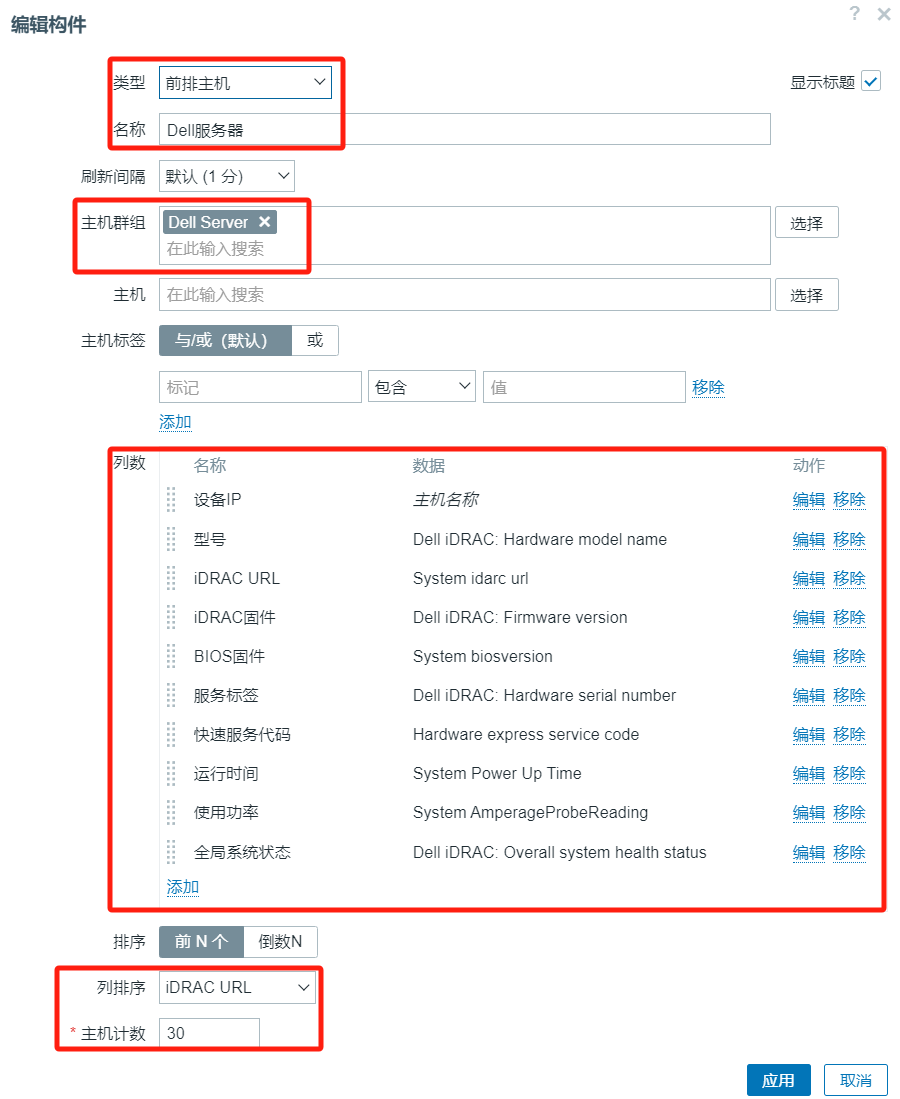 编辑构件
? ×
类型 前排主机 显示标题
名称 Dell服务器
刷新间隔 默认 (1 分)
主机群组 Dell Server × 选择
在此输入搜索
主机 在此输入搜索 选择
主机标签 与/或（默认） 或
标记 包含 值 移除
添加
列数 名称 数据 动作
设备IP 主机名称 编辑 移除
型号 Dell iDRAC: Hardware model name 编辑 移除
iDRAC URL System idarc url 编辑 移除
iDRAC固件 Dell iDRAC: Firmware version 编辑 移除
BIOS固件 System biosversion 编辑 移除
服务标签 Dell iDRAC: Hardware serial number 编辑 移除
快速服务代码 Hardware express service code 编辑 移除
运行时间 System Power Up Time 编辑 移除
使用功率 System AmperageProbeReading 编辑 移除
全局系统状态 Dell iDRAC: Overall system health status 编辑 移除
添加
排序 前 N 个 倒数N
列排序 iDRAC URL
* 主机计数 30
应用 取消